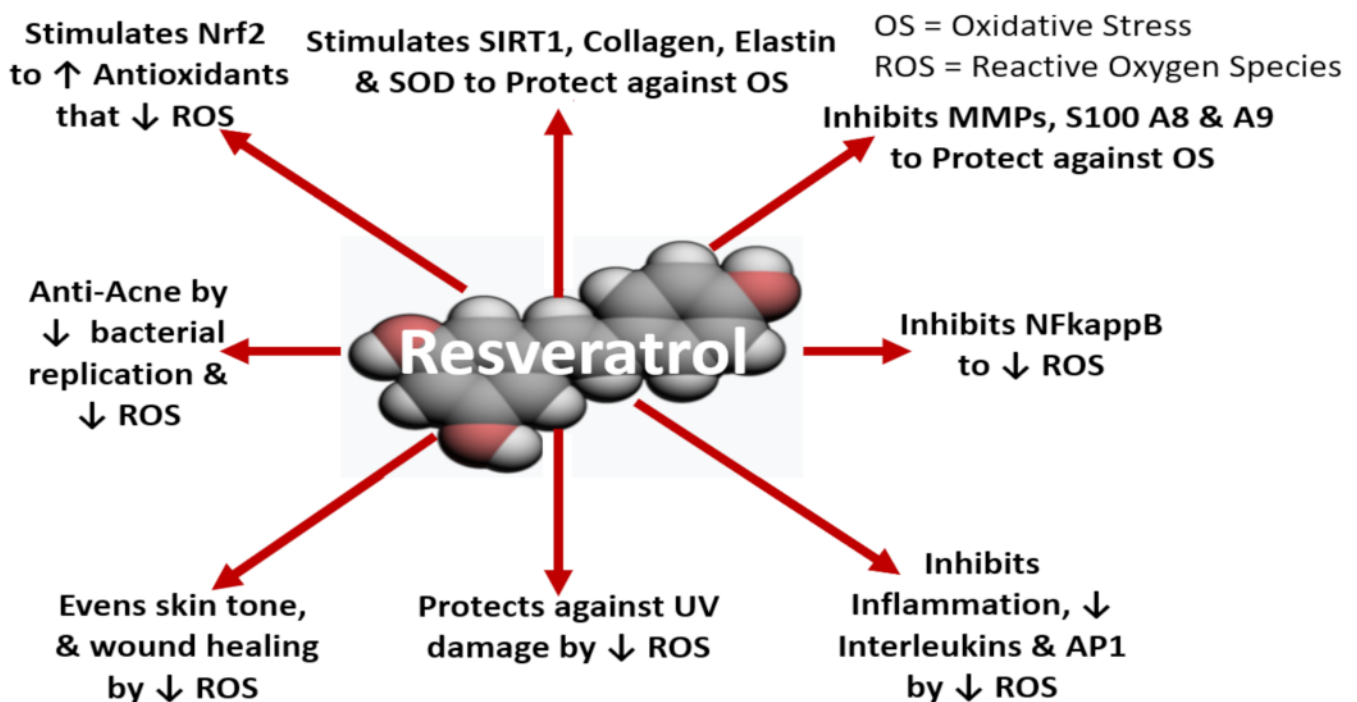 Stimulates Nrf2
to ↑ Antioxidants
that ↓ ROS
Stimulates SIRT1, Collagen, Elastin
& SOD to Protect against OS
OS = Oxidative Stress
ROS = Reactive Oxygen Species
Inhibits MMPs, S100 A8 & A9
to Protect against OS
Anti-Acne by
↓ bacterial
replication &
↓ ROS
Resveratrol
Inhibits NFkappB
to ↓ ROS
Evens skin tone,
& wound healing
by ↓ ROS
Protects against UV
damage by ↓ ROS
Inhibits
Inflammation, ↓
Interleukins & AP1
by ↓ ROS